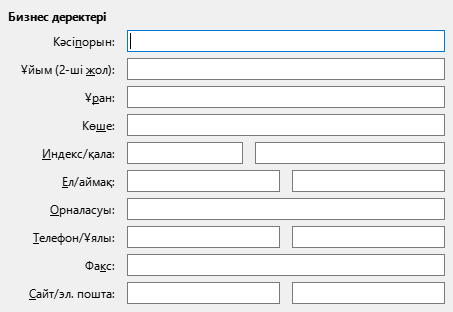 Бизнес деректері
Кәсіпорын:
Ұйым (2-ші жол):
Ұран:
Көше:
Индекс/қала:
Ел/аймақ:
Орналасуы:
Телефон/Ұялы:
Факс:
Сайт/эл. пошта: